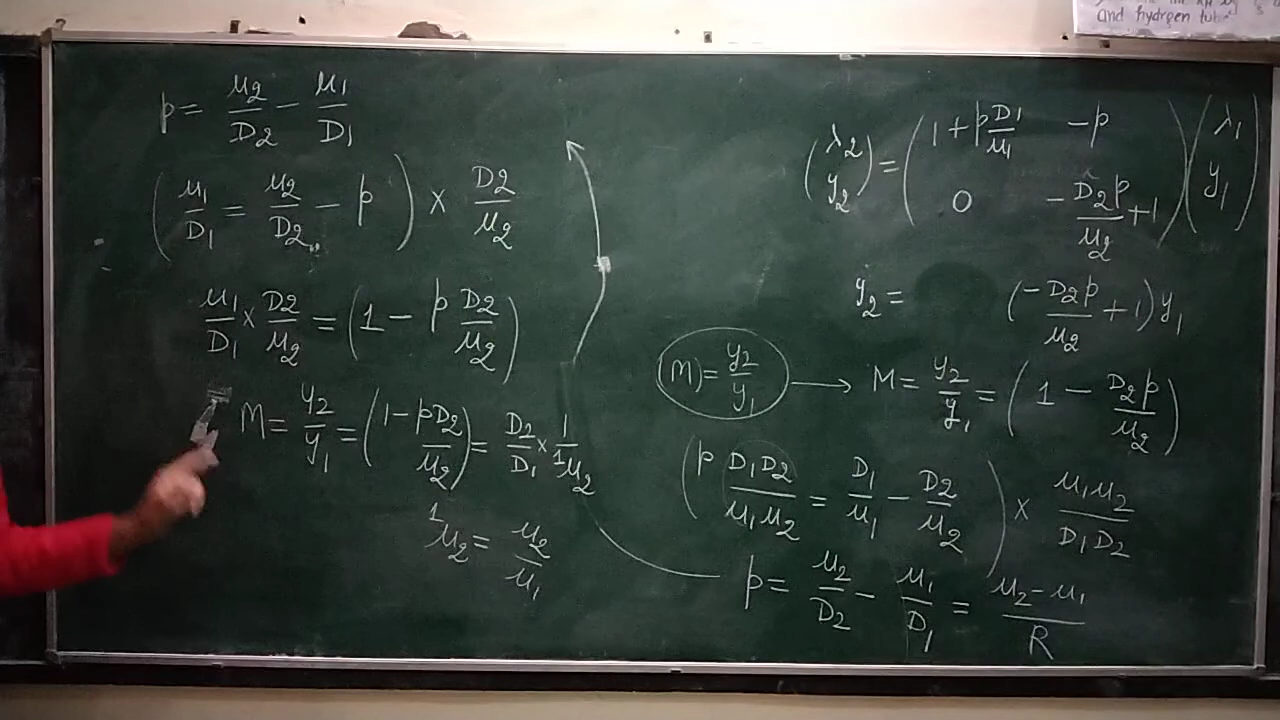 and hydrogen tube
p = μ2/D2 - μ1/D1
(μ1/D1 = μ2/D2 - p) × D2/μ2
μ1/D1 × D2/μ2 = (1 - p D2/μ2)
M = y2/y1 = (1 - pD2/μ2) = D2/D1 × 1/¹μ2
¹μ2 = μ2/μ1
(λ2 y2) = (1 + p D1/μ1 -p 0 -D2p/μ2 + 1)(λ1 y1)
y2 = (-D2p/μ2 + 1) y1
(M) = y2/y1 → M = y2/y1 = (1 - D2p/μ2)
(p D1D2/μ1μ2 = D1/μ1 - D2/μ2) × μ1μ2/D1D2
p = μ2/D2 - μ1/D1 = μ2-μ1/R